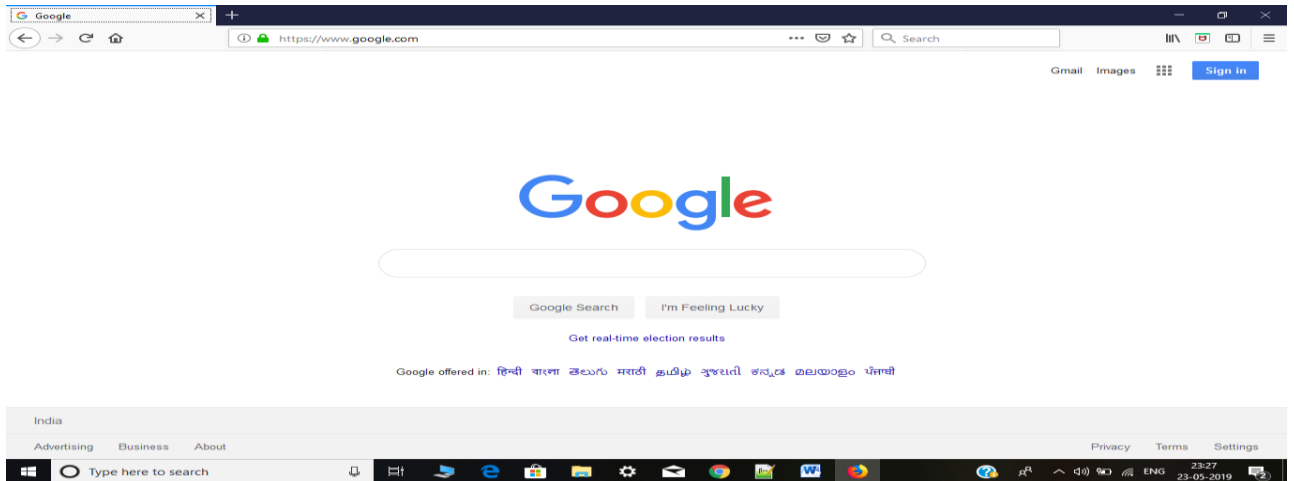 Google
https://www.google.com
Search
Gmail Images Sign in
Google
Google Search I'm Feeling Lucky
Get real-time election results
Google offered in: हिन्दी বাংলা తెలుగు मराठी தமிழ் ગુજરાતી ಕನ್ನಡ മലയാളം ਪੰਜਾਬੀ
India
Advertising Business About Privacy Terms Settings
Type here to search ENG 23:27
23-05-2019 2